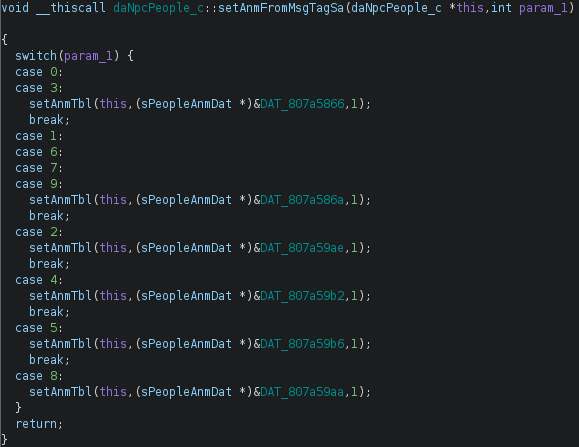 void __thiscall daNpcPeople_c::setAnmFromMsgTagSa(daNpcPeople_c *this,int param_1)
{
  switch(param_1) {
  case 0:
  case 3:
    setAnmTbl(this,(sPeopleAnmDat *)&DAT_807a5866,1);
    break;
  case 1:
  case 6:
  case 7:
  case 9:
    setAnmTbl(this,(sPeopleAnmDat *)&DAT_807a586a,1);
    break;
  case 2:
    setAnmTbl(this,(sPeopleAnmDat *)&DAT_807a59ae,1);
    break;
  case 4:
    setAnmTbl(this,(sPeopleAnmDat *)&DAT_807a59b2,1);
    break;
  case 5:
    setAnmTbl(this,(sPeopleAnmDat *)&DAT_807a59b6,1);
    break;
  case 8:
    setAnmTbl(this,(sPeopleAnmDat *)&DAT_807a59aa,1);
  }
  return;
}